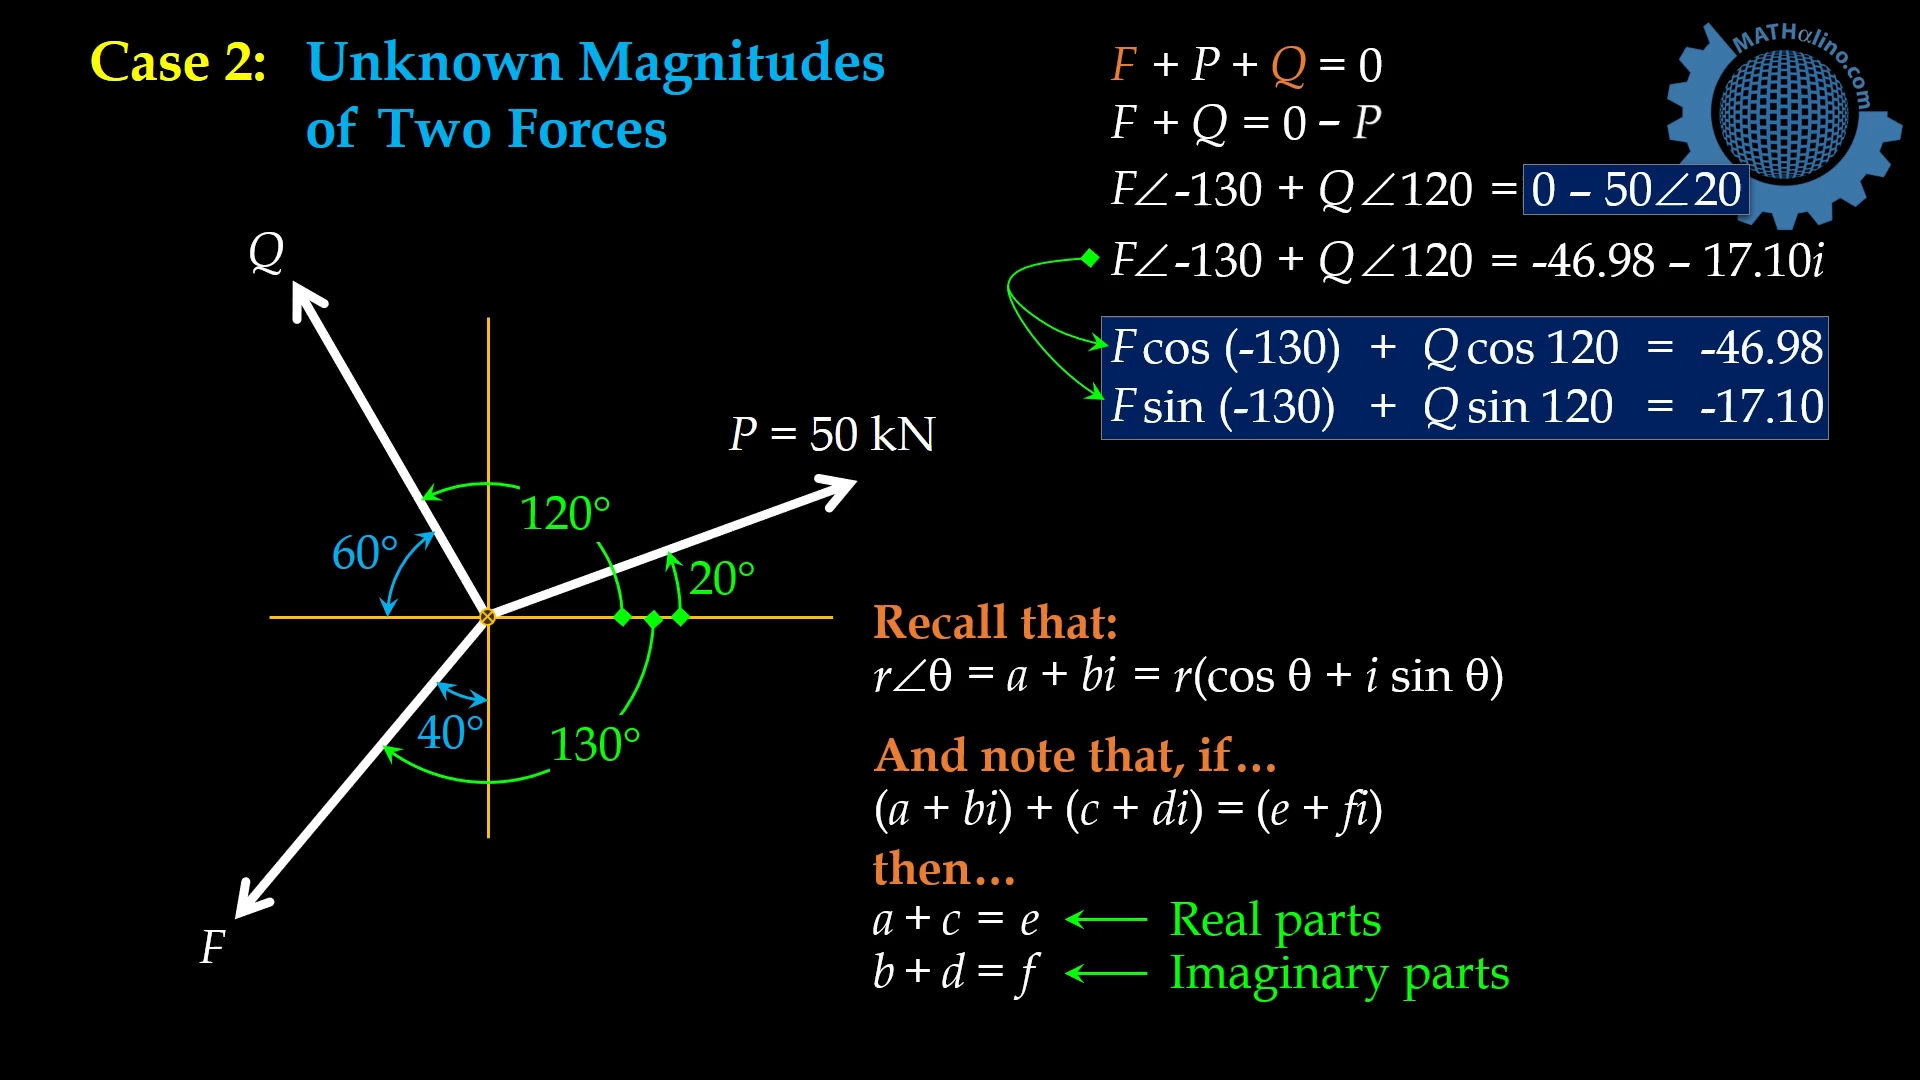 Case 2: Unknown Magnitudes
of Two Forces
F + P + Q = 0
F + Q = 0 – P
F∠-130 + Q∠120 = 0 – 50∠20
F∠-130 + Q∠120 = -46.98 – 17.10i
F cos (-130) + Q cos 120 = -46.98
F sin (-130) + Q sin 120 = -17.10
MATHalino.com
Q
P = 50 kN
120°
60°
20°
40°
130°
F
Recall that:
r∠θ = a + bi = r(cos θ + i sin θ)
And note that, if…
(a + bi) + (c + di) = (e + fi)
then…
a + c = e ← Real parts
b + d = f ← Imaginary parts